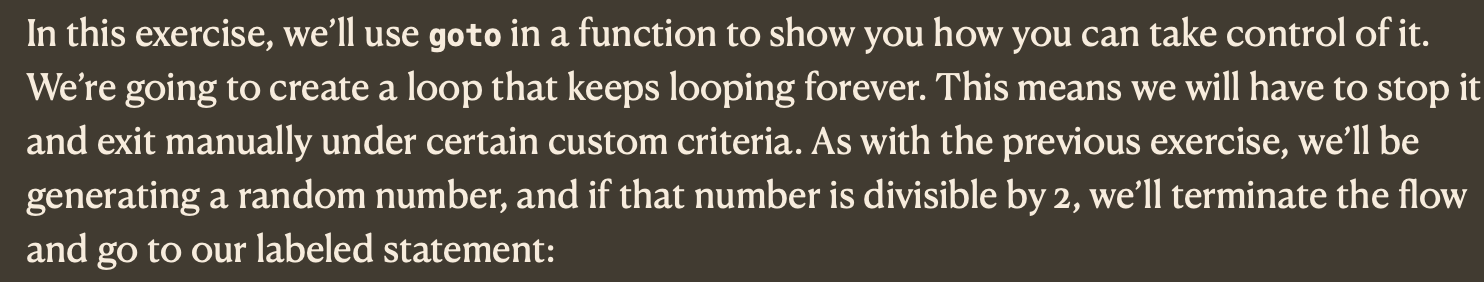 In this exercise, we’ll use goto in a function to show you how you can take control of it.
We’re going to create a loop that keeps looping forever. This means we will have to stop it
and exit manually under certain custom criteria. As with the previous exercise, we’ll be
generating a random number, and if that number is divisible by 2, we’ll terminate the flow
and go to our labeled statement: